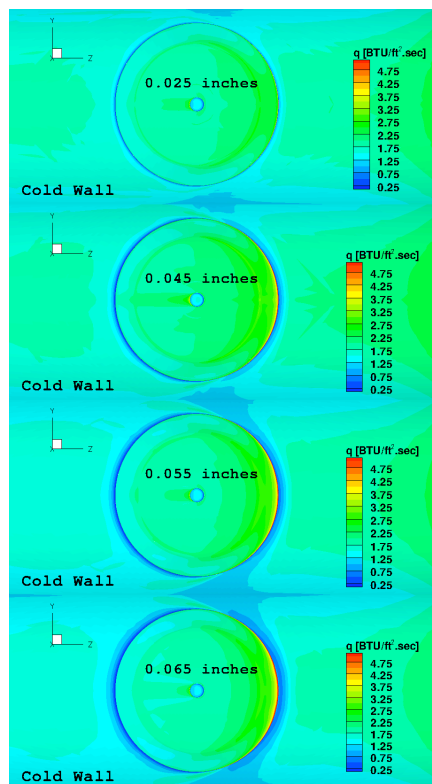 Y
X Z
0.025 inches
Cold Wall
q [BTU/ft².sec]
4.75
4.25
3.75
3.25
2.75
2.25
1.75
1.25
0.75
0.25
Y
X Z
0.045 inches
Cold Wall
q [BTU/ft².sec]
4.75
4.25
3.75
3.25
2.75
2.25
1.75
1.25
0.75
0.25
Y
X Z
0.055 inches
Cold Wall
q [BTU/ft².sec]
4.75
4.25
3.75
3.25
2.75
2.25
1.75
1.25
0.75
0.25
Y
X Z
0.065 inches
Cold Wall
q [BTU/ft².sec]
4.75
4.25
3.75
3.25
2.75
2.25
1.75
1.25
0.75
0.25